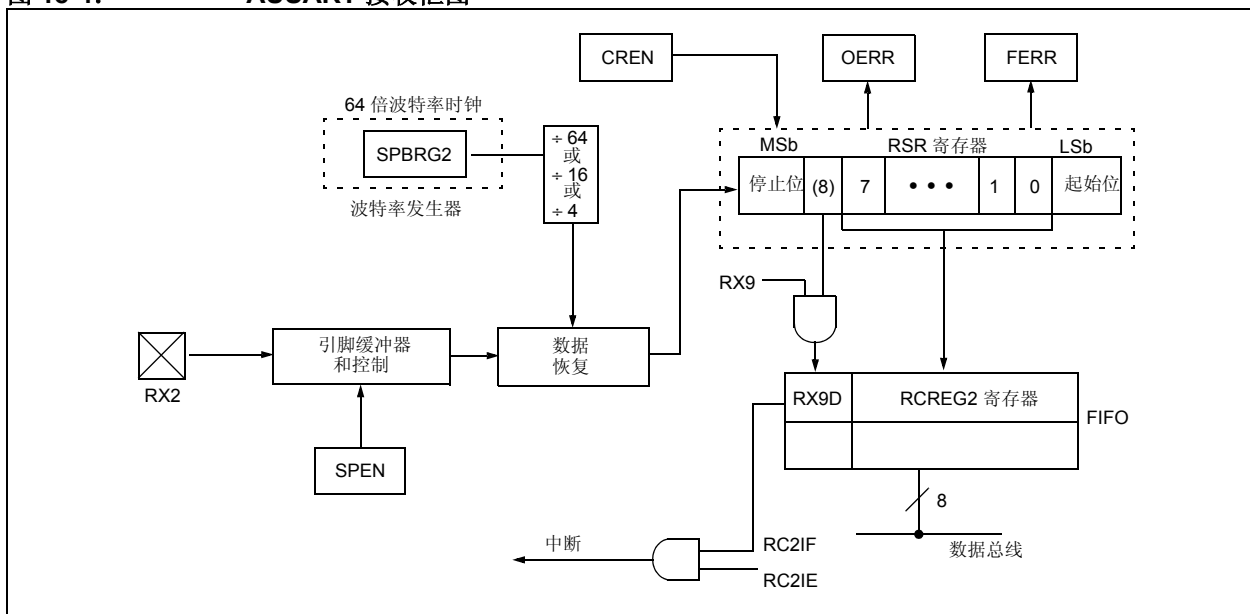 CREN
OERR
FERR
64 倍波特率时钟
SPBRG2
波特率发生器
÷ 64
或
÷ 16
或
÷ 4
MSb
RSR 寄存器
LSb
停止位 (8) 7 • • • 1 0 起始位
RX9
RX2
引脚缓冲器
和控制
数据
恢复
SPEN
RX9D
RCREG2 寄存器
FIFO
8
数据总线
中断
RC2IF
RC2IE